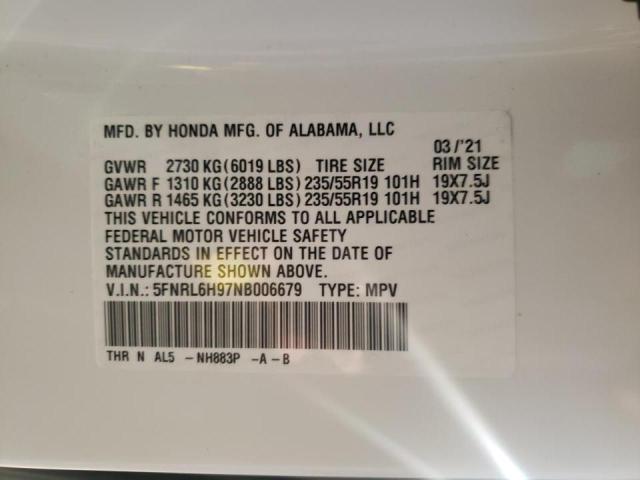 MFD. BY HONDA MFG. OF ALABAMA, LLC
03/'21
GVWR 2730 KG(6019 LBS) TIRE SIZE RIM SIZE
GAWR F 1310 KG(2888 LBS) 235/55R19 101H 19X7.5J
GAWR R 1465 KG(3230 LBS) 235/55R19 101H 19X7.5J
THIS VEHICLE CONFORMS TO ALL APPLICABLE
FEDERAL MOTOR VEHICLE SAFETY
STANDARDS IN EFFECT ON THE DATE OF
MANUFACTURE SHOWN ABOVE.
V.I.N.: 5FNRL6H97NB006679 TYPE: MPV
THR N AL5 -NH883P -A-B